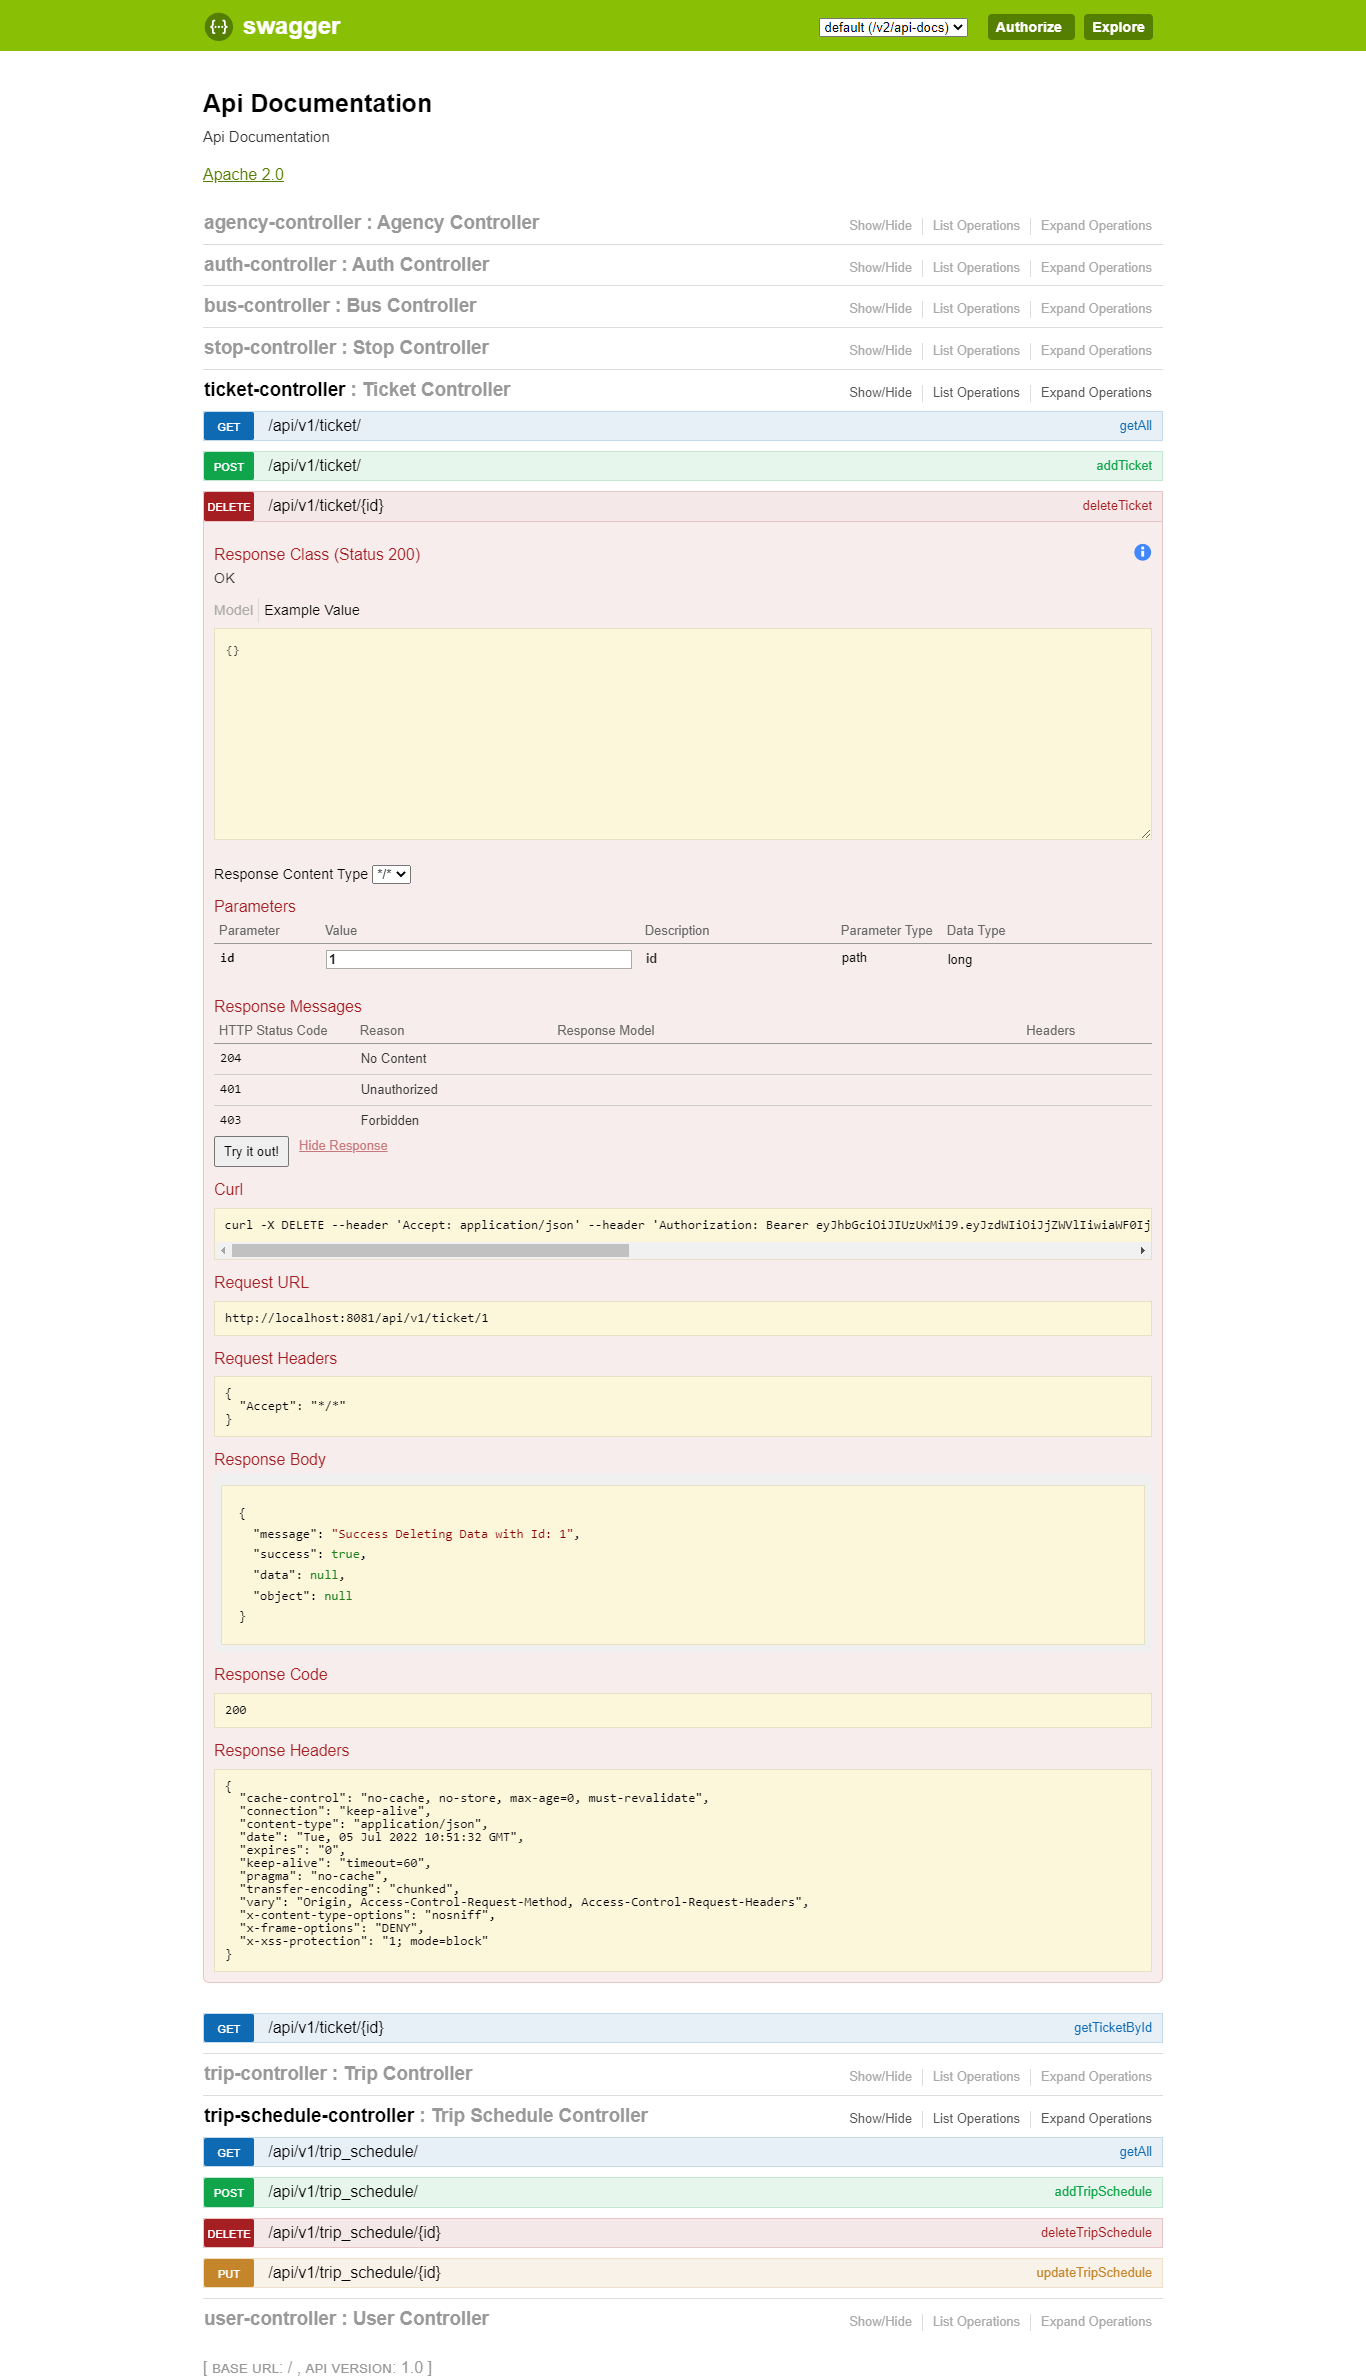 swagger
default (/v2/api-docs) Authorize Explore
Api Documentation
Api Documentation
Apache 2.0
agency-controller : Agency Controller Show/Hide List Operations Expand Operations
auth-controller : Auth Controller Show/Hide List Operations Expand Operations
bus-controller : Bus Controller Show/Hide List Operations Expand Operations
stop-controller : Stop Controller Show/Hide List Operations Expand Operations
ticket-controller : Ticket Controller Show/Hide List Operations Expand Operations
GET /api/v1/ticket/ getAll
POST /api/v1/ticket/ addTicket
DELETE /api/v1/ticket/{id} deleteTicket
Response Class (Status 200)
OK
Model Example Value
{}
Response Content Type */*
Parameters
Parameter Value Description Parameter Type Data Type
id 1 id path long
Response Messages
HTTP Status Code Reason Response Model Headers
204 No Content
401 Unauthorized
403 Forbidden
Try it out! Hide Response
Curl
curl -X DELETE --header 'Accept: application/json' --header 'Authorization: Bearer eyJhbGciOiJIUzUxMiJ9.eyJzdWIiOiJjZWVlIiwiaWF0Ij
Request URL
http://localhost:8081/api/v1/ticket/1
Request Headers
{
"Accept": "*/*"
}
Response Body
{
"message": "Success Deleting Data with Id: 1",
"success": true,
"data": null,
"object": null
}
Response Code
200
Response Headers
{
"cache-control": "no-cache, no-store, max-age=0, must-revalidate",
"connection": "keep-alive",
"content-type": "application/json",
"date": "Tue, 05 Jul 2022 10:51:32 GMT",
"expires": "0",
"keep-alive": "timeout=60",
"pragma": "no-cache",
"transfer-encoding": "chunked",
"vary": "Origin, Access-Control-Request-Method, Access-Control-Request-Headers",
"x-content-type-options": "nosniff",
"x-frame-options": "DENY",
"x-xss-protection": "1; mode=block"
}
GET /api/v1/ticket/{id} getTicketById
trip-controller : Trip Controller Show/Hide List Operations Expand Operations
trip-schedule-controller : Trip Schedule Controller Show/Hide List Operations Expand Operations
GET /api/v1/trip_schedule/ getAll
POST /api/v1/trip_schedule/ addTripSchedule
DELETE /api/v1/trip_schedule/{id} deleteTripSchedule
PUT /api/v1/trip_schedule/{id} updateTripSchedule
user-controller : User Controller Show/Hide List Operations Expand Operations
[ BASE URL: / , API VERSION: 1.0 ]